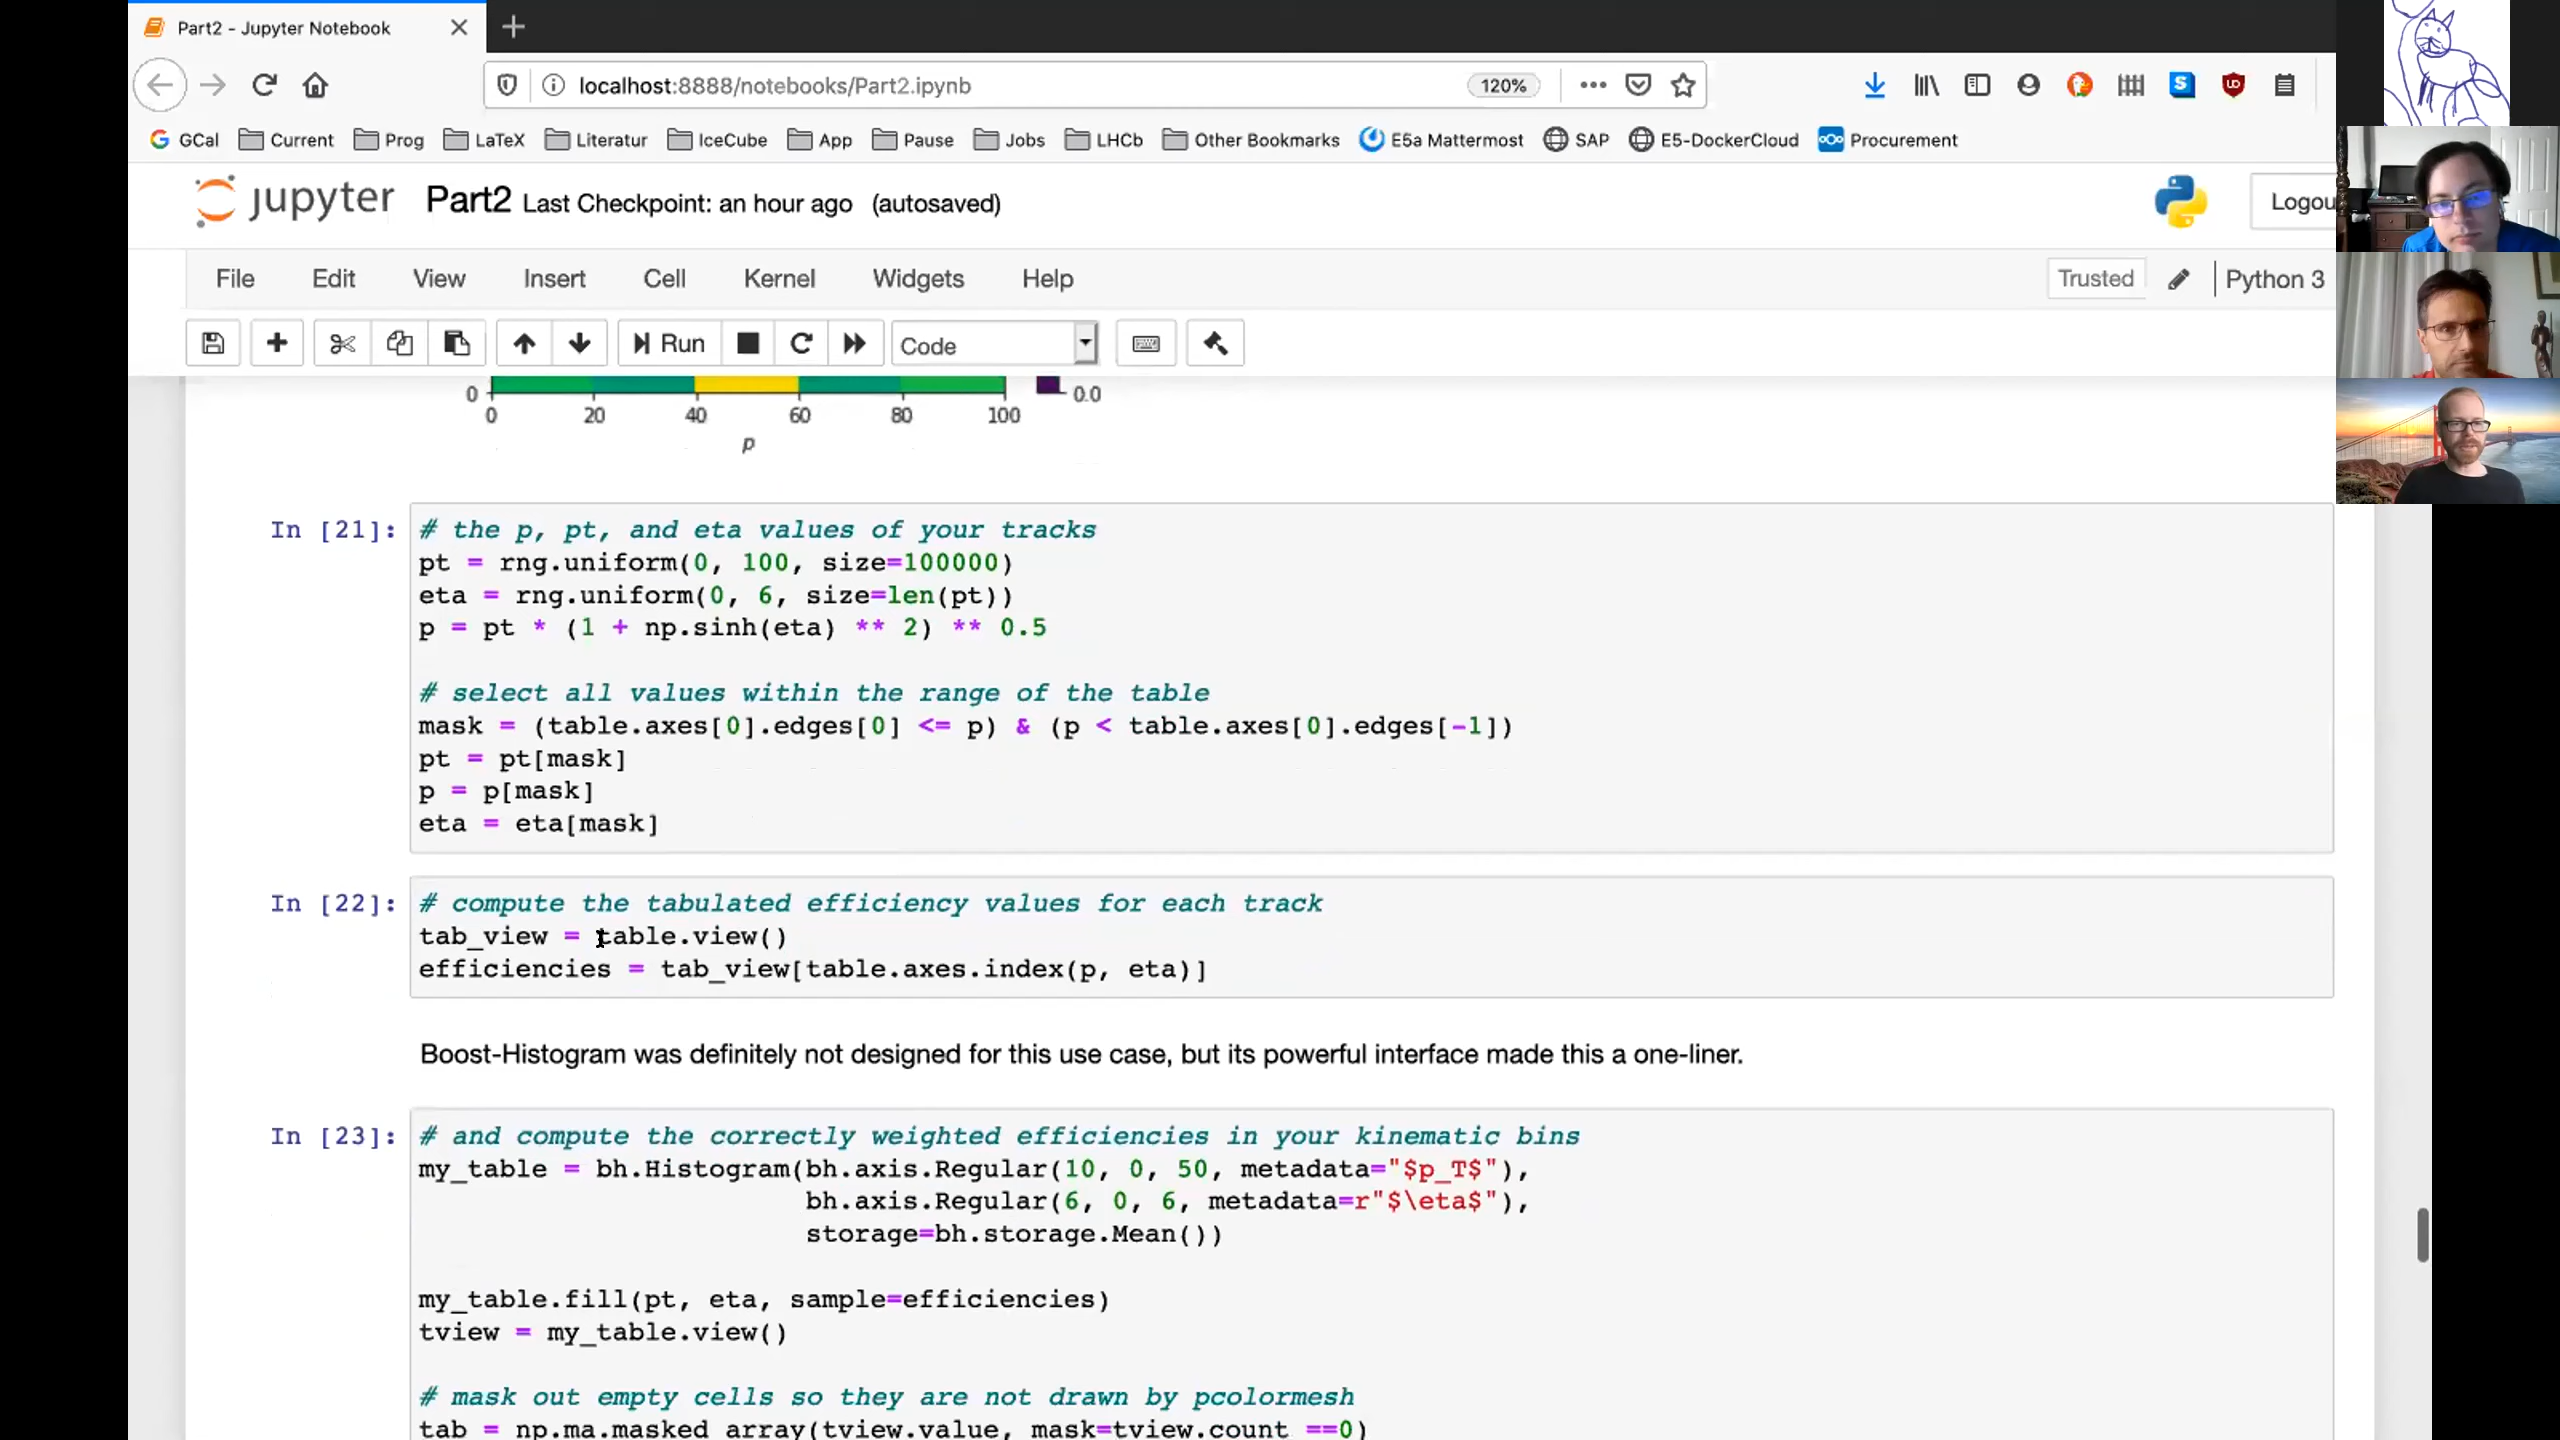 Part2 - Jupyter Notebook
localhost:8888/notebooks/Part2.ipynb
120%
GCal Current Prog LaTeX Literatur IceCube App Pause Jobs LHCb Other Bookmarks E5a Mattermost SAP E5-DockerCloud Procurement
jupyter Part2 Last Checkpoint: an hour ago (autosaved)
Logou
File Edit View Insert Cell Kernel Widgets Help
Trusted Python 3
Run Code
0 0.0
0 20 40 60 80 100
p
In [21]: # the p, pt, and eta values of your tracks
pt = rng.uniform(0, 100, size=100000)
eta = rng.uniform(0, 6, size=len(pt))
p = pt * (1 + np.sinh(eta) ** 2) ** 0.5
# select all values within the range of the table
mask = (table.axes[0].edges[0] <= p) & (p < table.axes[0].edges[-1])
pt = pt[mask]
p = p[mask]
eta = eta[mask]
In [22]: # compute the tabulated efficiency values for each track
tab_view = table.view()
efficiencies = tab_view[table.axes.index(p, eta)]
Boost-Histogram was definitely not designed for this use case, but its powerful interface made this a one-liner.
In [23]: # and compute the correctly weighted efficiencies in your kinematic bins
my_table = bh.Histogram(bh.axis.Regular(10, 0, 50, metadata="$p_T$"),
bh.axis.Regular(6, 0, 6, metadata=r"$\eta$"),
storage=bh.storage.Mean())
my_table.fill(pt, eta, sample=efficiencies)
tview = my_table.view()
# mask out empty cells so they are not drawn by pcolormesh
tab = np.ma.masked_array(tview.value, mask=tview.count ==0)